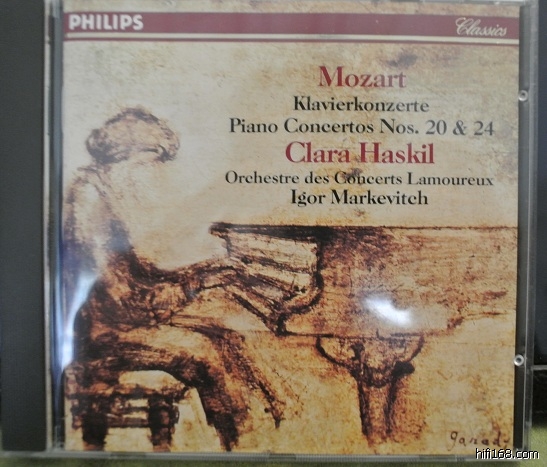 PHILIPS
Classics
Mozart
Klavierkonzerte
Piano Concertos Nos. 20 & 24
Clara Haskil
Orchestre des Concerts Lamoureux
Igor Markevitch
hifi168.com